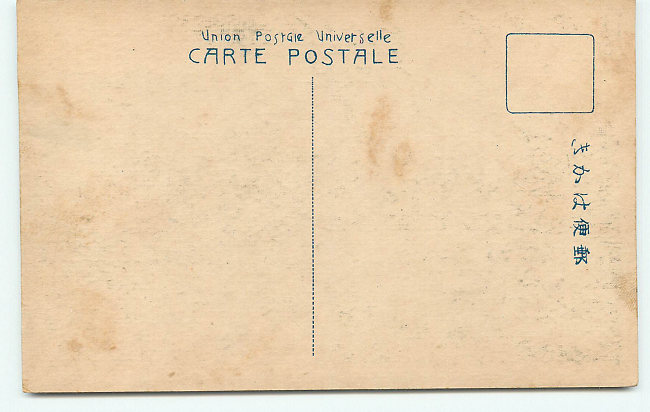 Union Postale Universelle
CARTE POSTALE
郵便はかき